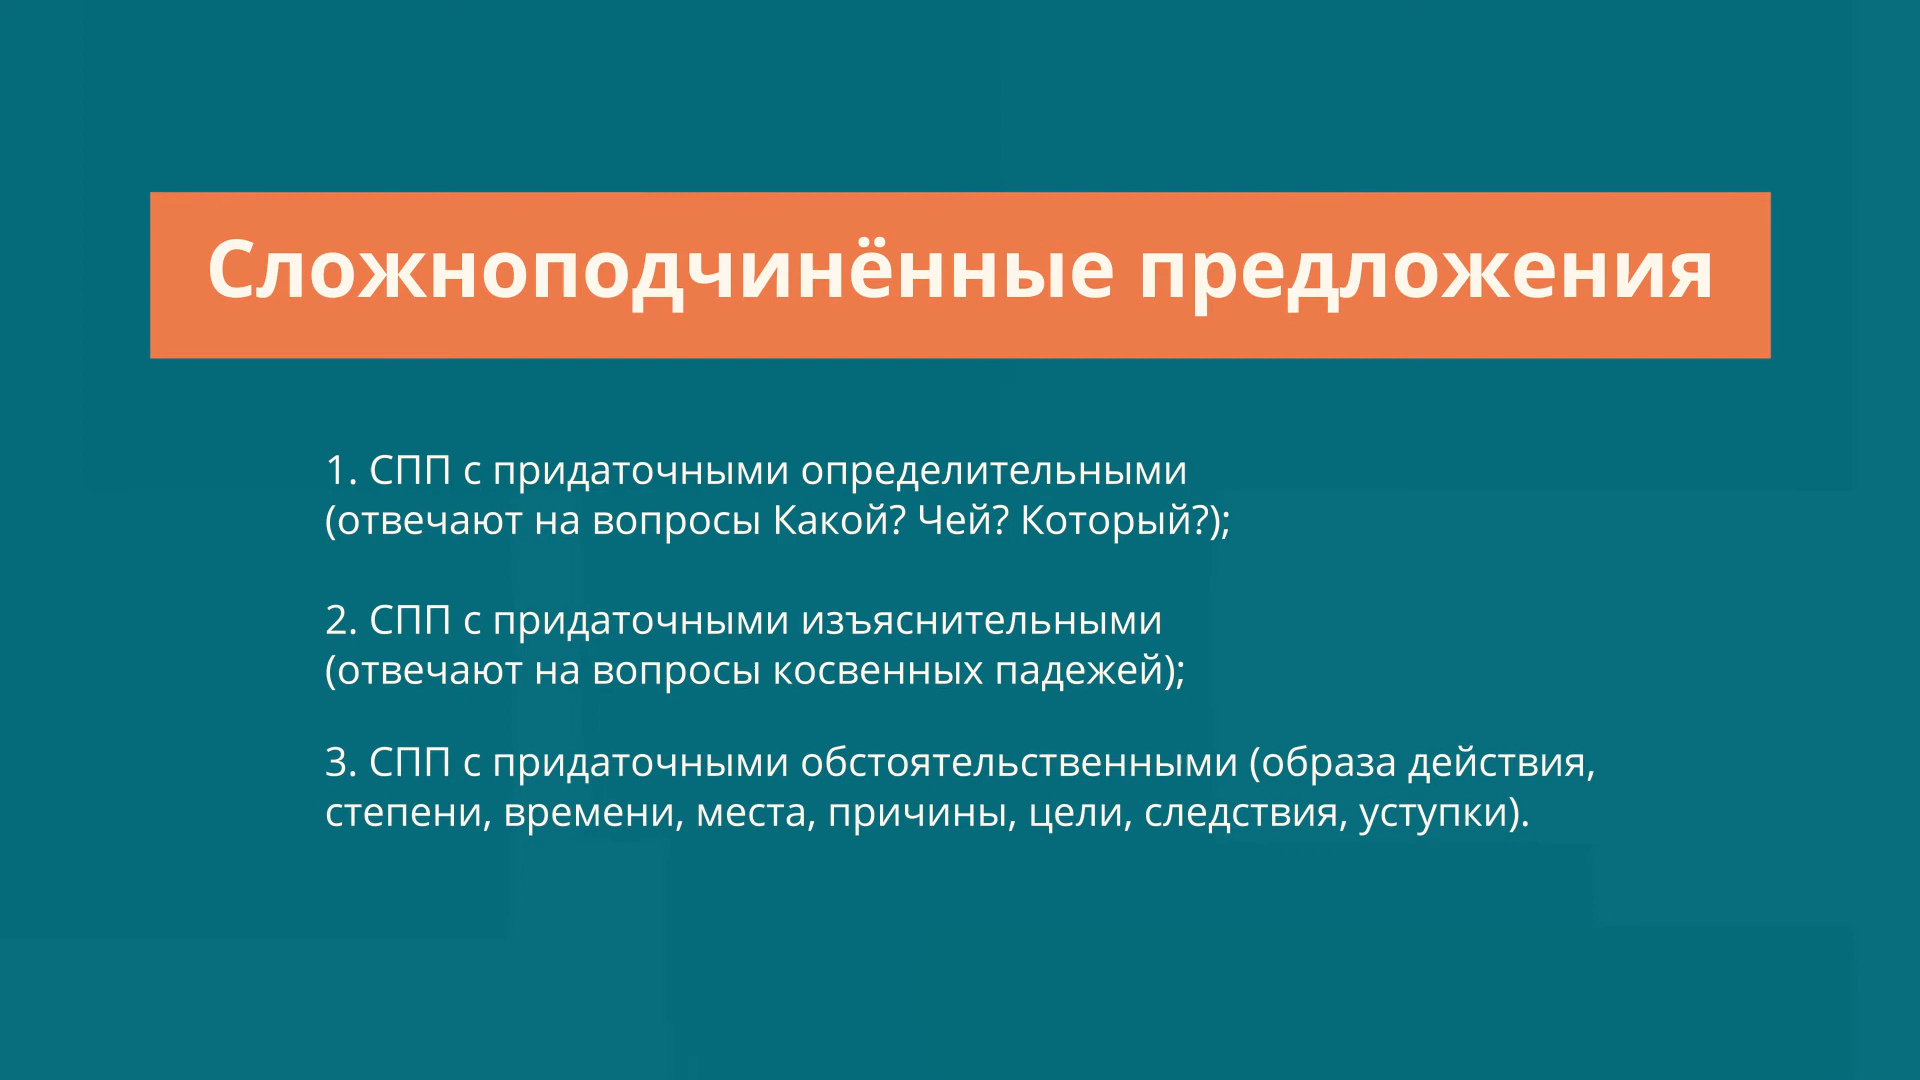 Сложноподчинённые предложения
1. СПП с придаточными определительными
(отвечают на вопросы Какой? Чей? Который?);
2. СПП с придаточными изъяснительными
(отвечают на вопросы косвенных падежей);
3. СПП с придаточными обстоятельственными (образа действия,
степени, времени, места, причины, цели, следствия, уступки).